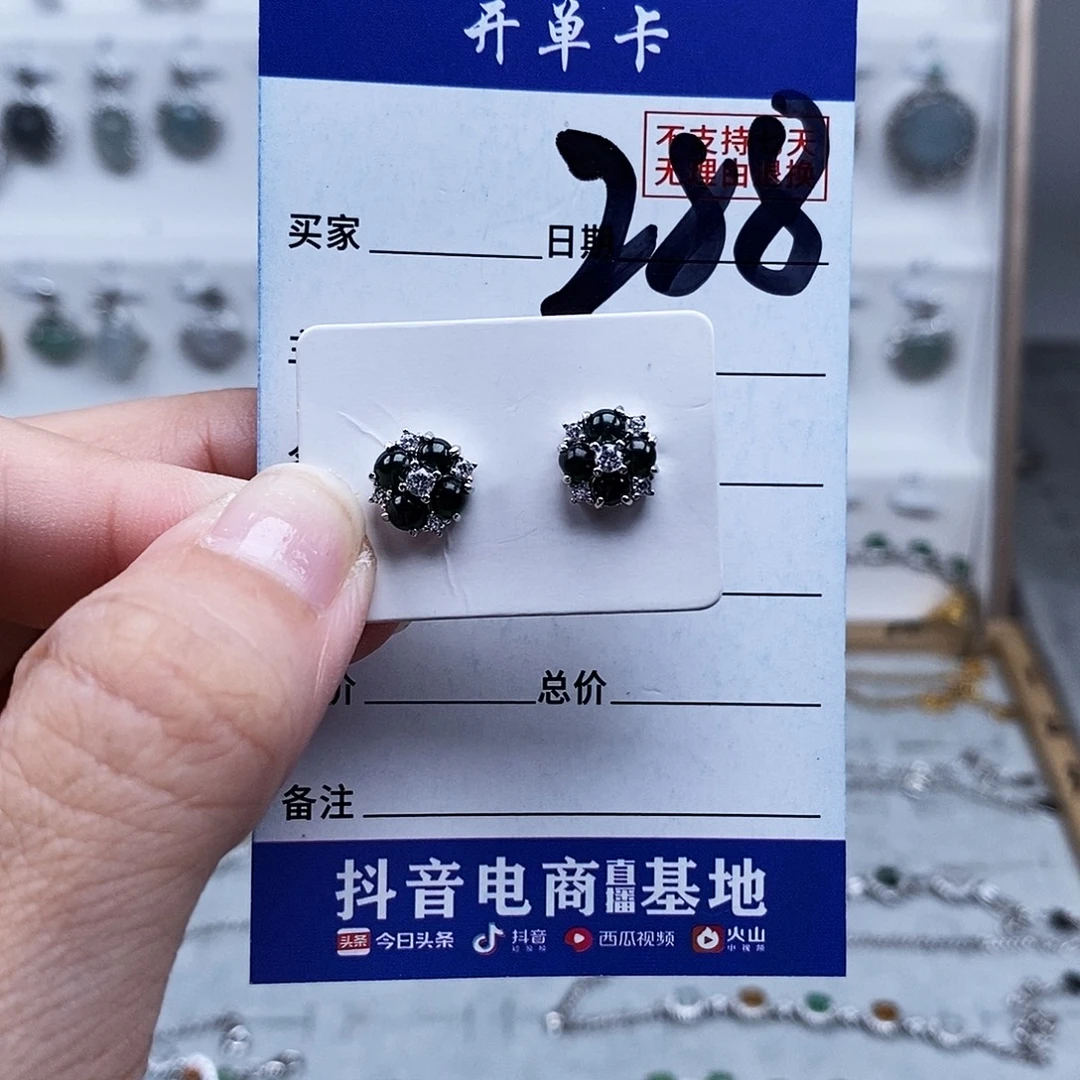 开单卡
不支持 天
无理由退换
288
买家
日期
价
总价
备注
抖音电商直播基地
头条 今日头条
抖音
西瓜视频
火山